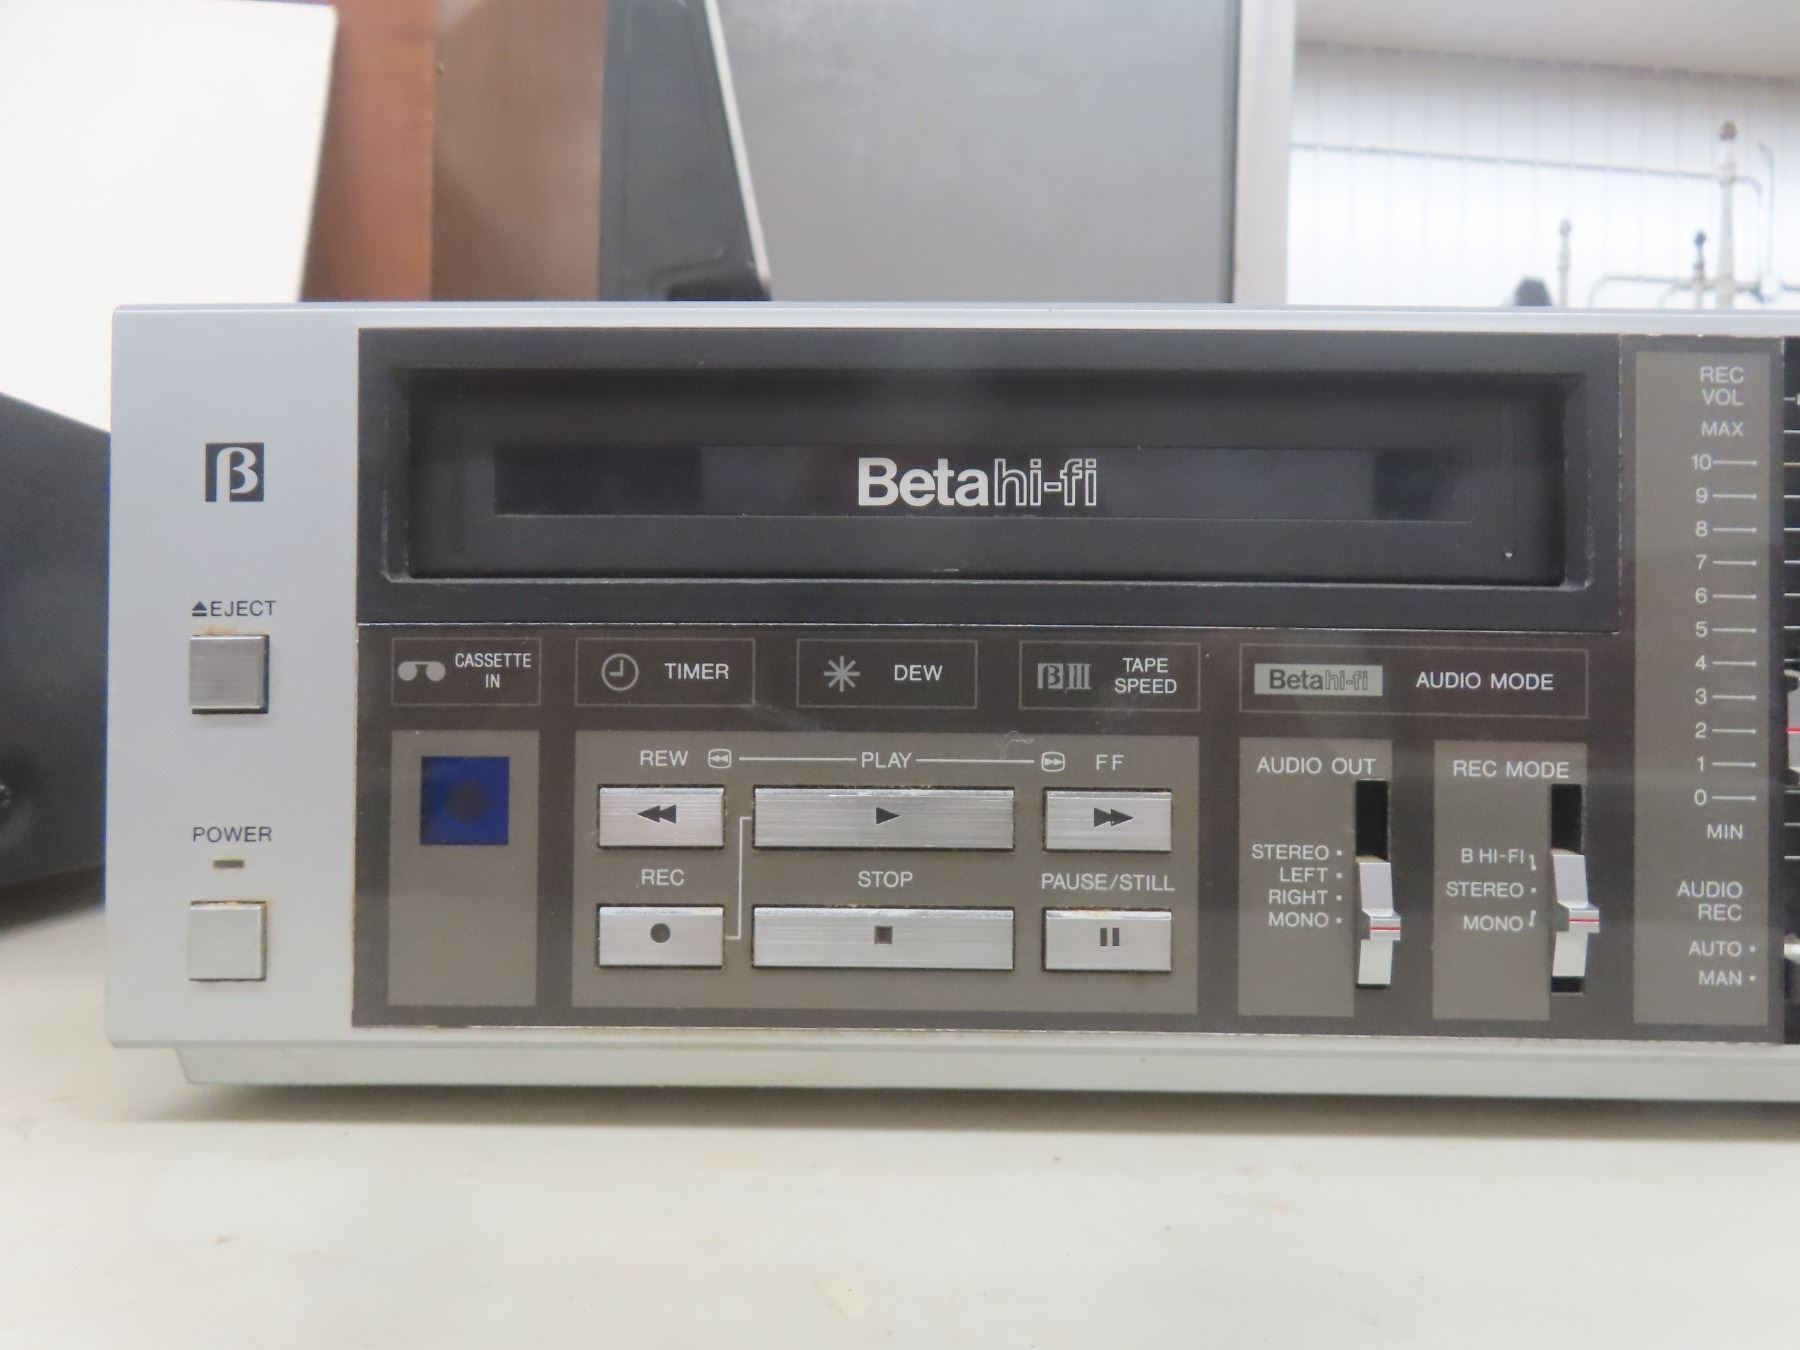 β
Betahi-fi
▲EJECT
POWER
CASSETTE
IN
TIMER
DEW
βIII
TAPE
SPEED
Betahi-fi
AUDIO MODE
REW
PLAY
FF
REC
STOP
PAUSE/STILL
AUDIO OUT
STEREO
LEFT
RIGHT
MONO
REC MODE
B HI-FI
STEREO
MONO
REC
VOL
MAX
10
9
8
7
6
5
4
3
2
1
0
MIN
AUDIO
REC
AUTO
MAN